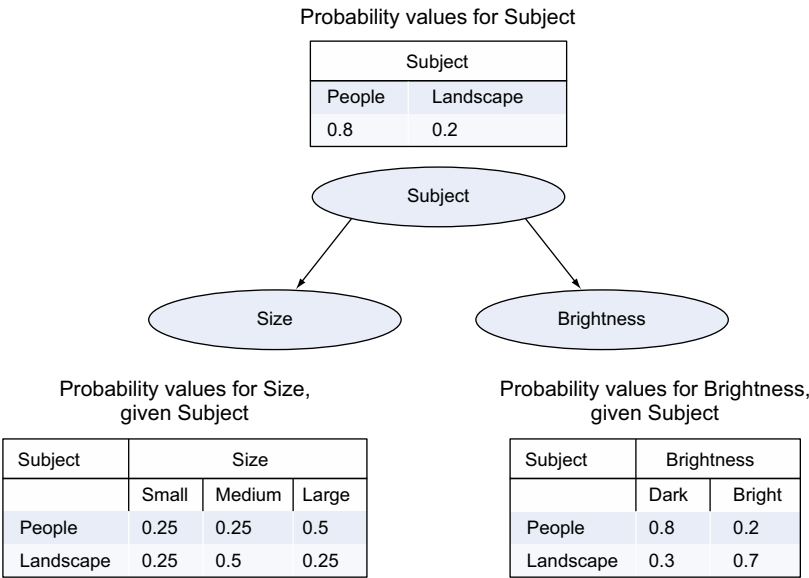 Probability values for Subject
Subject
People Landscape
0.8 0.2
Subject
Size Brightness
Probability values for Size,
given Subject
Subject Size
Small Medium Large
People 0.25 0.25 0.5
Landscape 0.25 0.5 0.25
Probability values for Brightness,
given Subject
Subject Brightness
Dark Bright
People 0.8 0.2
Landscape 0.3 0.7